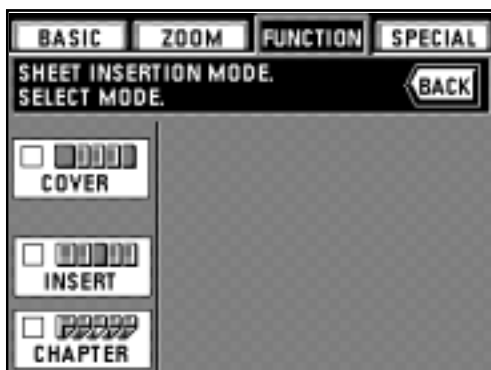 BASIC
ZOOM
FUNCTION
SPECIAL
SHEET INSERTION MODE.
SELECT MODE.
BACK
COVER
INSERT
CHAPTER